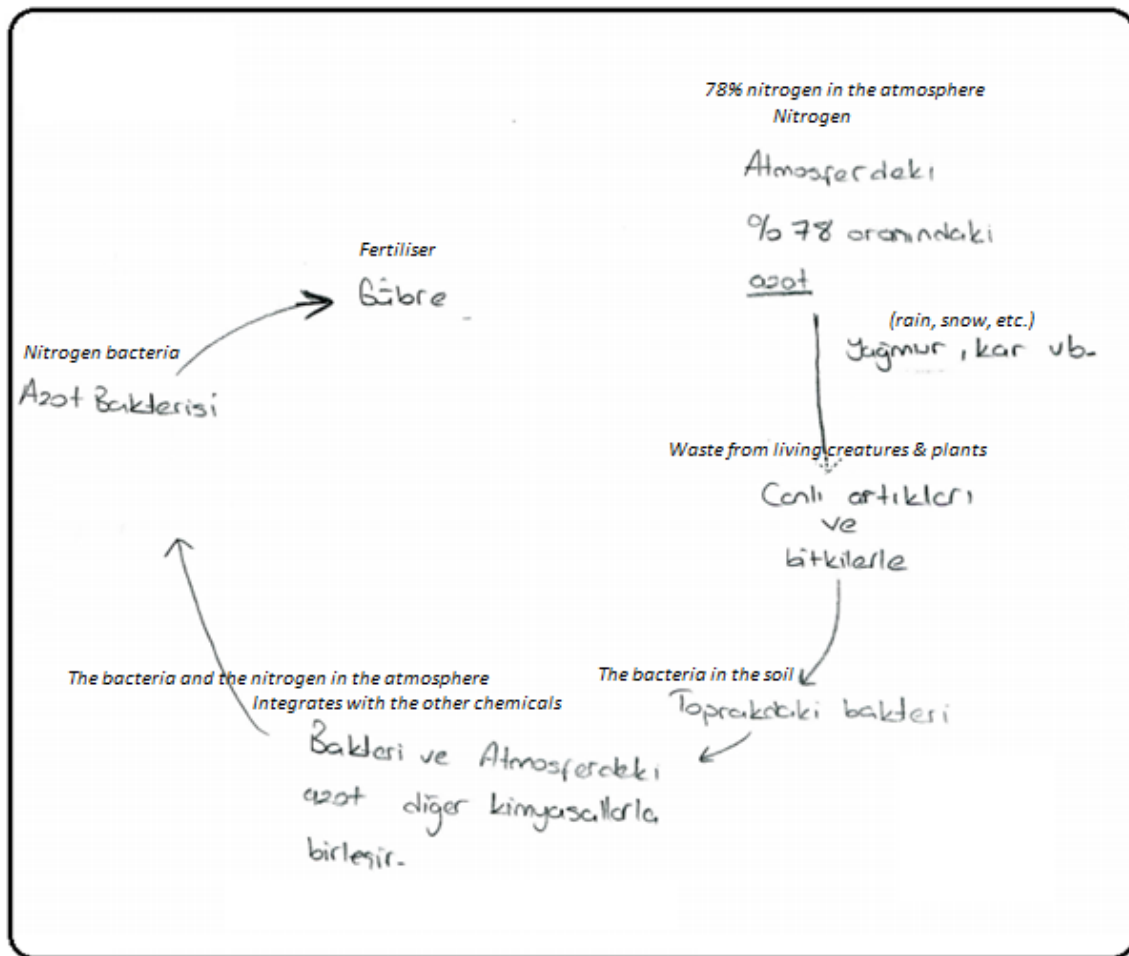 78% nitrogen in the atmosphere
Nitrogen
Atmosferdeki
% 78 oranındaki
azot
(rain, snow, etc.)
yağmur, kar vb.
Waste from living creatures & plants
Canlı artıkları
ve
bitkilerle
The bacteria in the soil
Toprakdaki bakteri
The bacteria and the nitrogen in the atmosphere
Integrates with the other chemicals
Bakteri ve Atmosferdeki
azot diğer kimyasallarla
birleşir.
Nitrogen bacteria
Azot Bakterisi
Fertiliser
Gübre